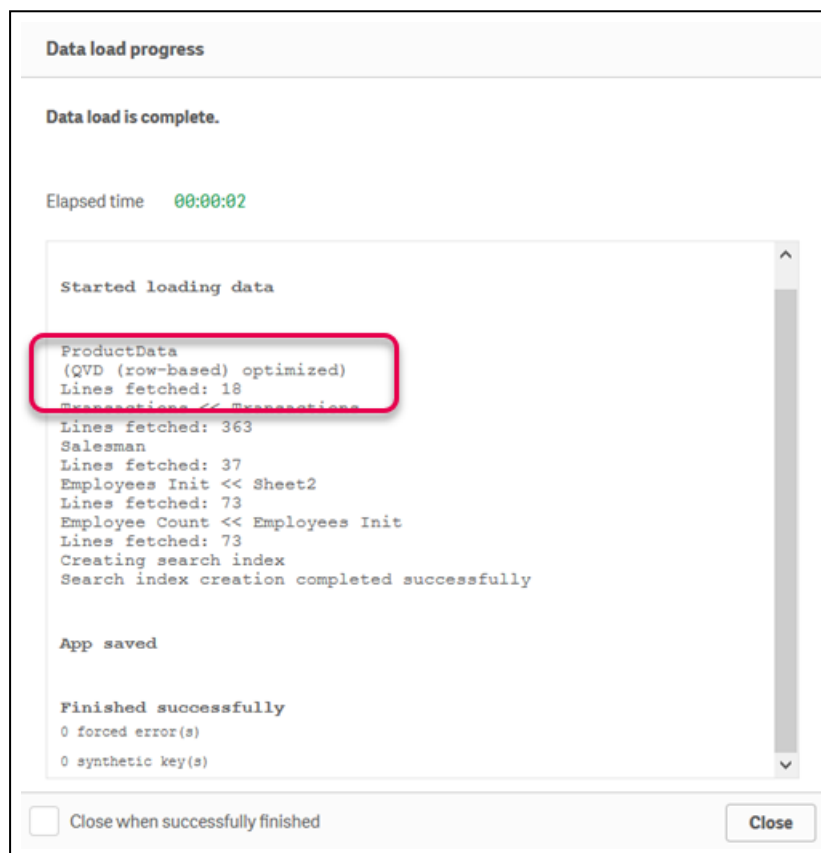 Data load progress
Data load is complete.
Elapsed time 00:00:02
Started loading data
ProductData
(QVD (row-based) optimized)
Lines fetched: 18
Transactions << Transactions
Lines fetched: 363
Salesman
Lines fetched: 37
Employees Init << Sheet2
Lines fetched: 73
Employee Count << Employees Init
Lines fetched: 73
Creating search index
Search index creation completed successfully
App saved
Finished successfully
0 forced error(s)
0 synthetic key(s)
Close when successfully finished
Close